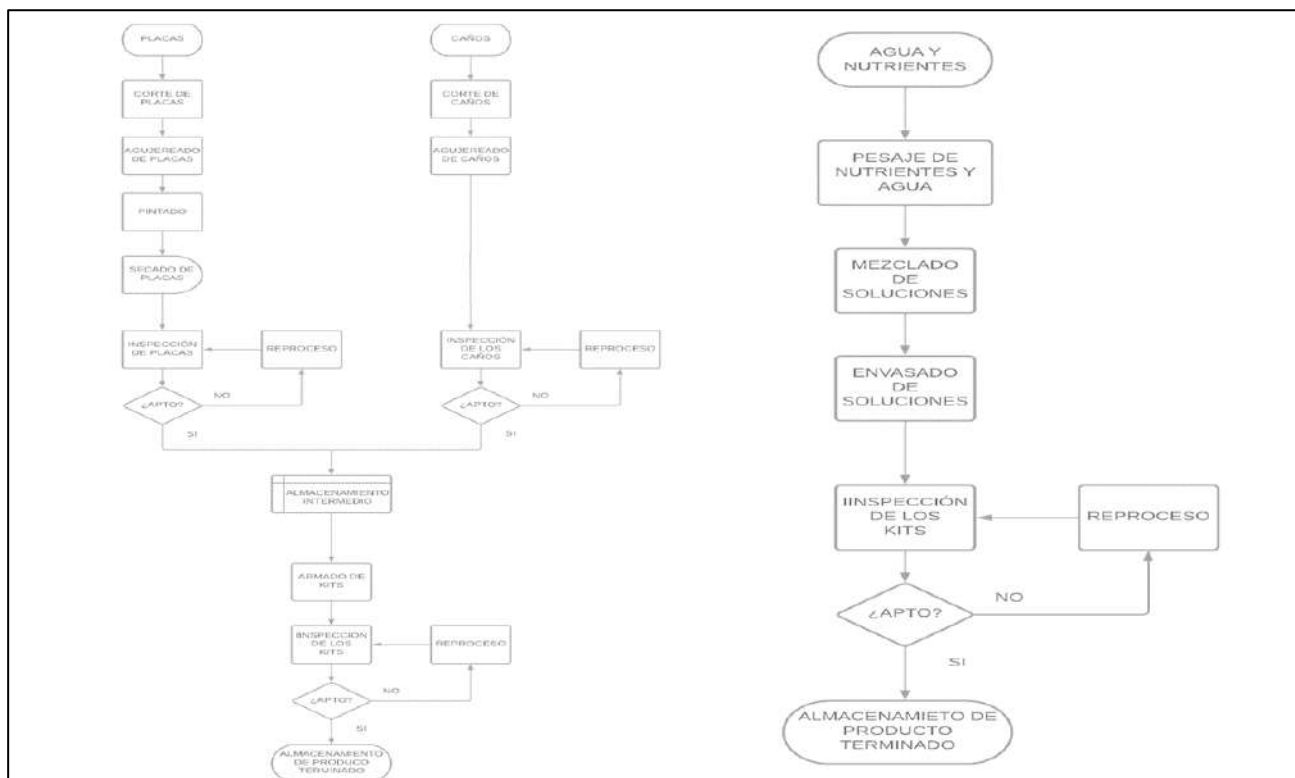 PLACAS
CORTE DE
PLACAS
AGUJEREADO
DE PLACAS
PINTADO
SECADO DE
PLACAS
INSPECCIÓN
DE PLACAS
REPROCESO
¿APTO?
NO
SI
CAÑOS
CORTE DE
CAÑOS
AGUJEREADO
DE CAÑOS
INSPECCIÓN
DE LOS
CAÑOS
REPROCESO
¿APTO?
NO
SI
ALMACENAMIENTO
INTERMEDIO
ARMADO DE
KITS
IINSPECCIÓN
DE LOS
KITS
REPROCESO
¿APTO?
NO
SI
ALMACENAMIENTO
DE PRODUCO
TERMINADO
AGUA Y
NUTRIENTES
PESAJE DE
NUTRIENTES Y
AGUA
MEZCLADO
DE
SOLUCIONES
ENVASADO
DE
SOLUCIONES
IINSPECCIÓN
DE LOS
KITS
REPROCESO
¿APTO?
NO
SI
ALMACENAMIETO DE
PRODUCTO
TERMINADO